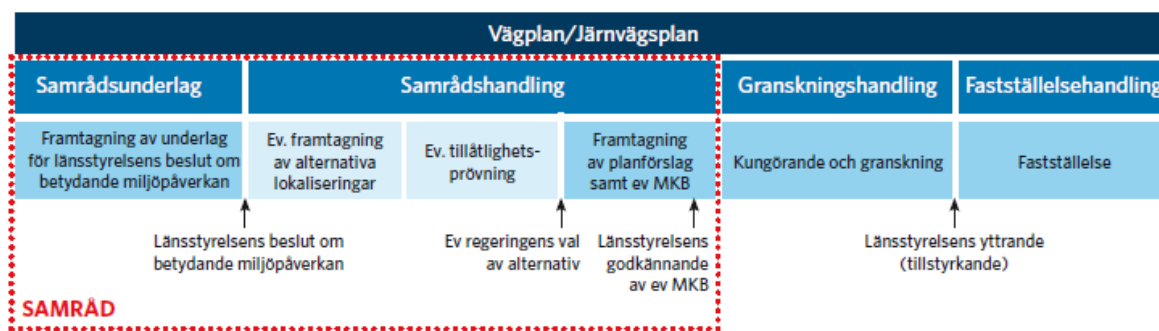 Vägplan/Järnvägsplan
Samrådsunderlag
Samrådshandling
Granskningshandling
Fastställelsehandling
Framtagning av underlag
för länsstyrelsens beslut om
betydande miljöpåverkan
Ev. framtagning
av alternativa
lokaliseringar
Ev. tillåtlighets-
prövning
Framtagning
av planförslag
samt ev MKB
Kungörande och granskning
Fastställelse
Länsstyrelsens beslut om
betydande miljöpåverkan
Ev regeringens val
av alternativ
Länsstyrelsens
godkännande
av ev MKB
Länsstyrelsens yttrande
(tillstyrkande)
SAMRÅD